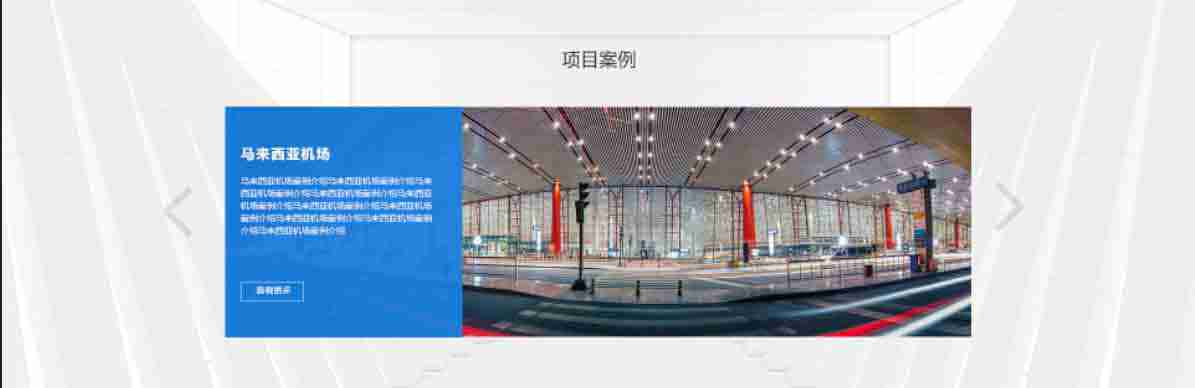 项目案例
马来西亚机场
马来西亚机场案例介绍马来西亚机场案例介绍马来
西亚机场案例介绍马来西亚机场案例介绍马来西亚
机场案例介绍马来西亚机场案例介绍马来西亚机场
案例介绍马来西亚机场案例介绍马来西亚机场案例
介绍马来西亚机场案例介绍
查看更多